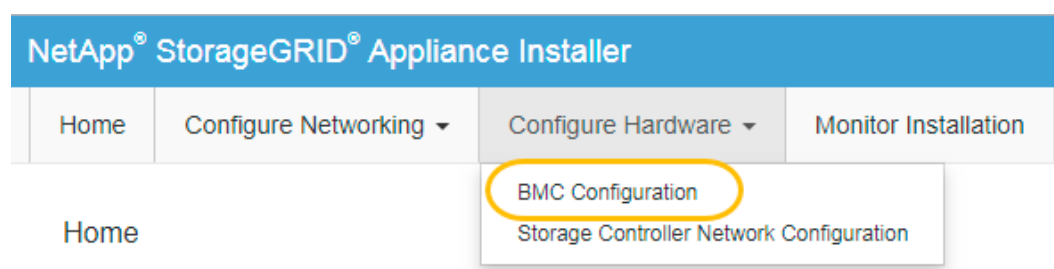 NetApp® StorageGRID® Appliance Installer
Home Configure Networking Configure Hardware Monitor Installation
BMC Configuration
Home
Storage Controller Network Configuration